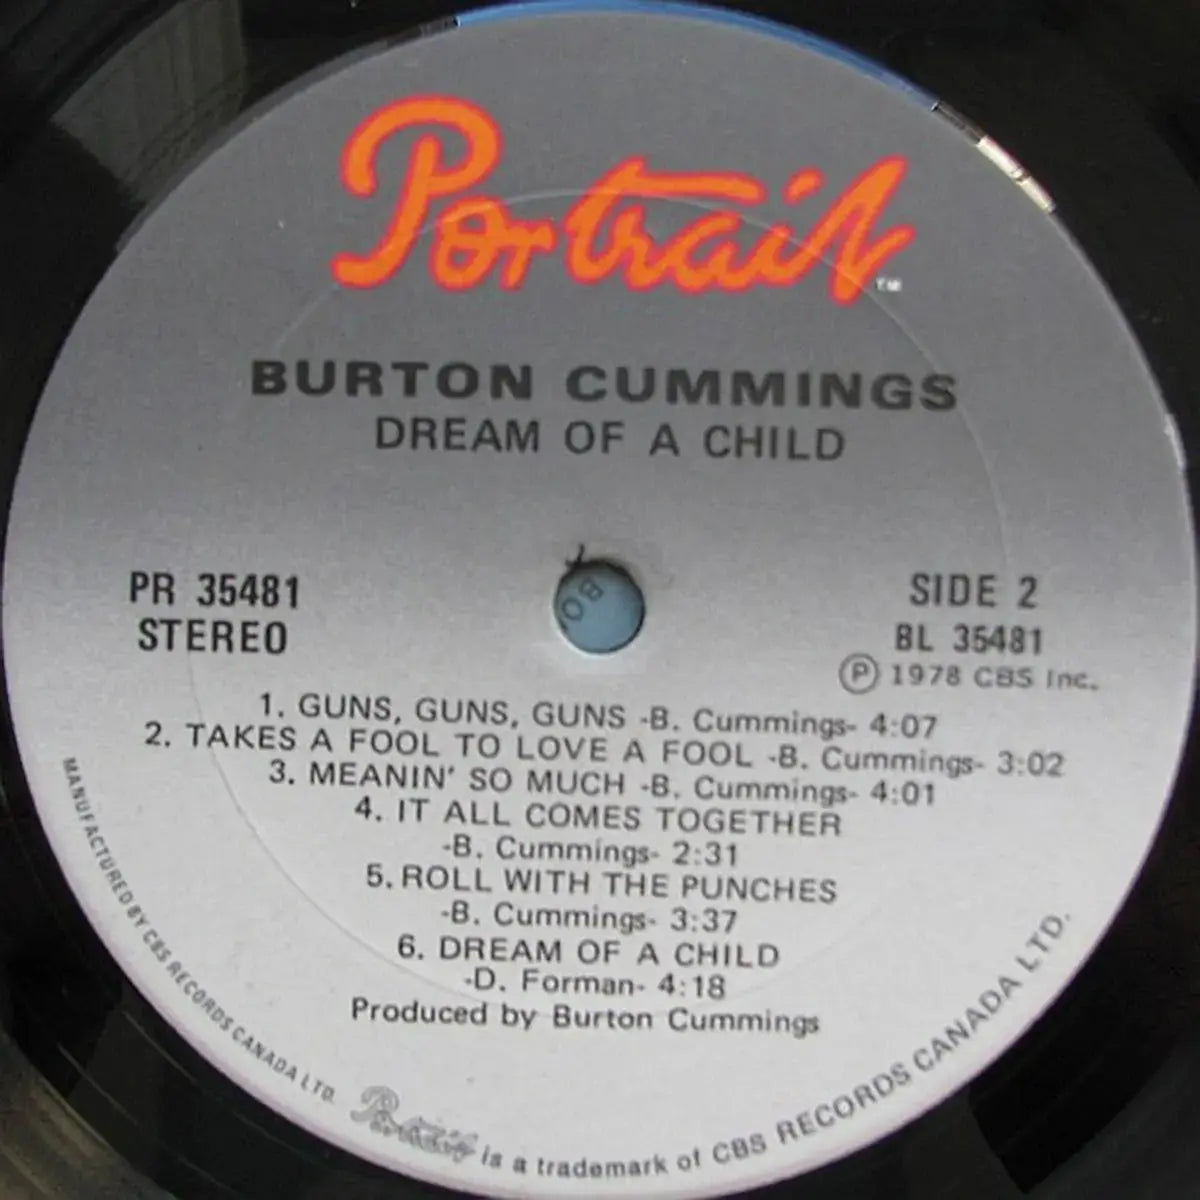 Portrait™
BURTON CUMMINGS
DREAM OF A CHILD
PR 35481
STEREO
SIDE 2
BL 35481
Ⓟ 1978 CBS Inc.
1. GUNS, GUNS, GUNS -B. Cummings- 4:07
2. TAKES A FOOL TO LOVE A FOOL -B. Cummings- 3:02
3. MEANIN' SO MUCH -B. Cummings- 4:01
4. IT ALL COMES TOGETHER
-B. Cummings- 2:31
5. ROLL WITH THE PUNCHES
-B. Cummings- 3:37
6. DREAM OF A CHILD
-D. Forman- 4:18
Produced by Burton Cummings
MANUFACTURED BY CBS RECORDS CANADA LTD.
Portrait is a trademark of CBS RECORDS CANADA LTD.